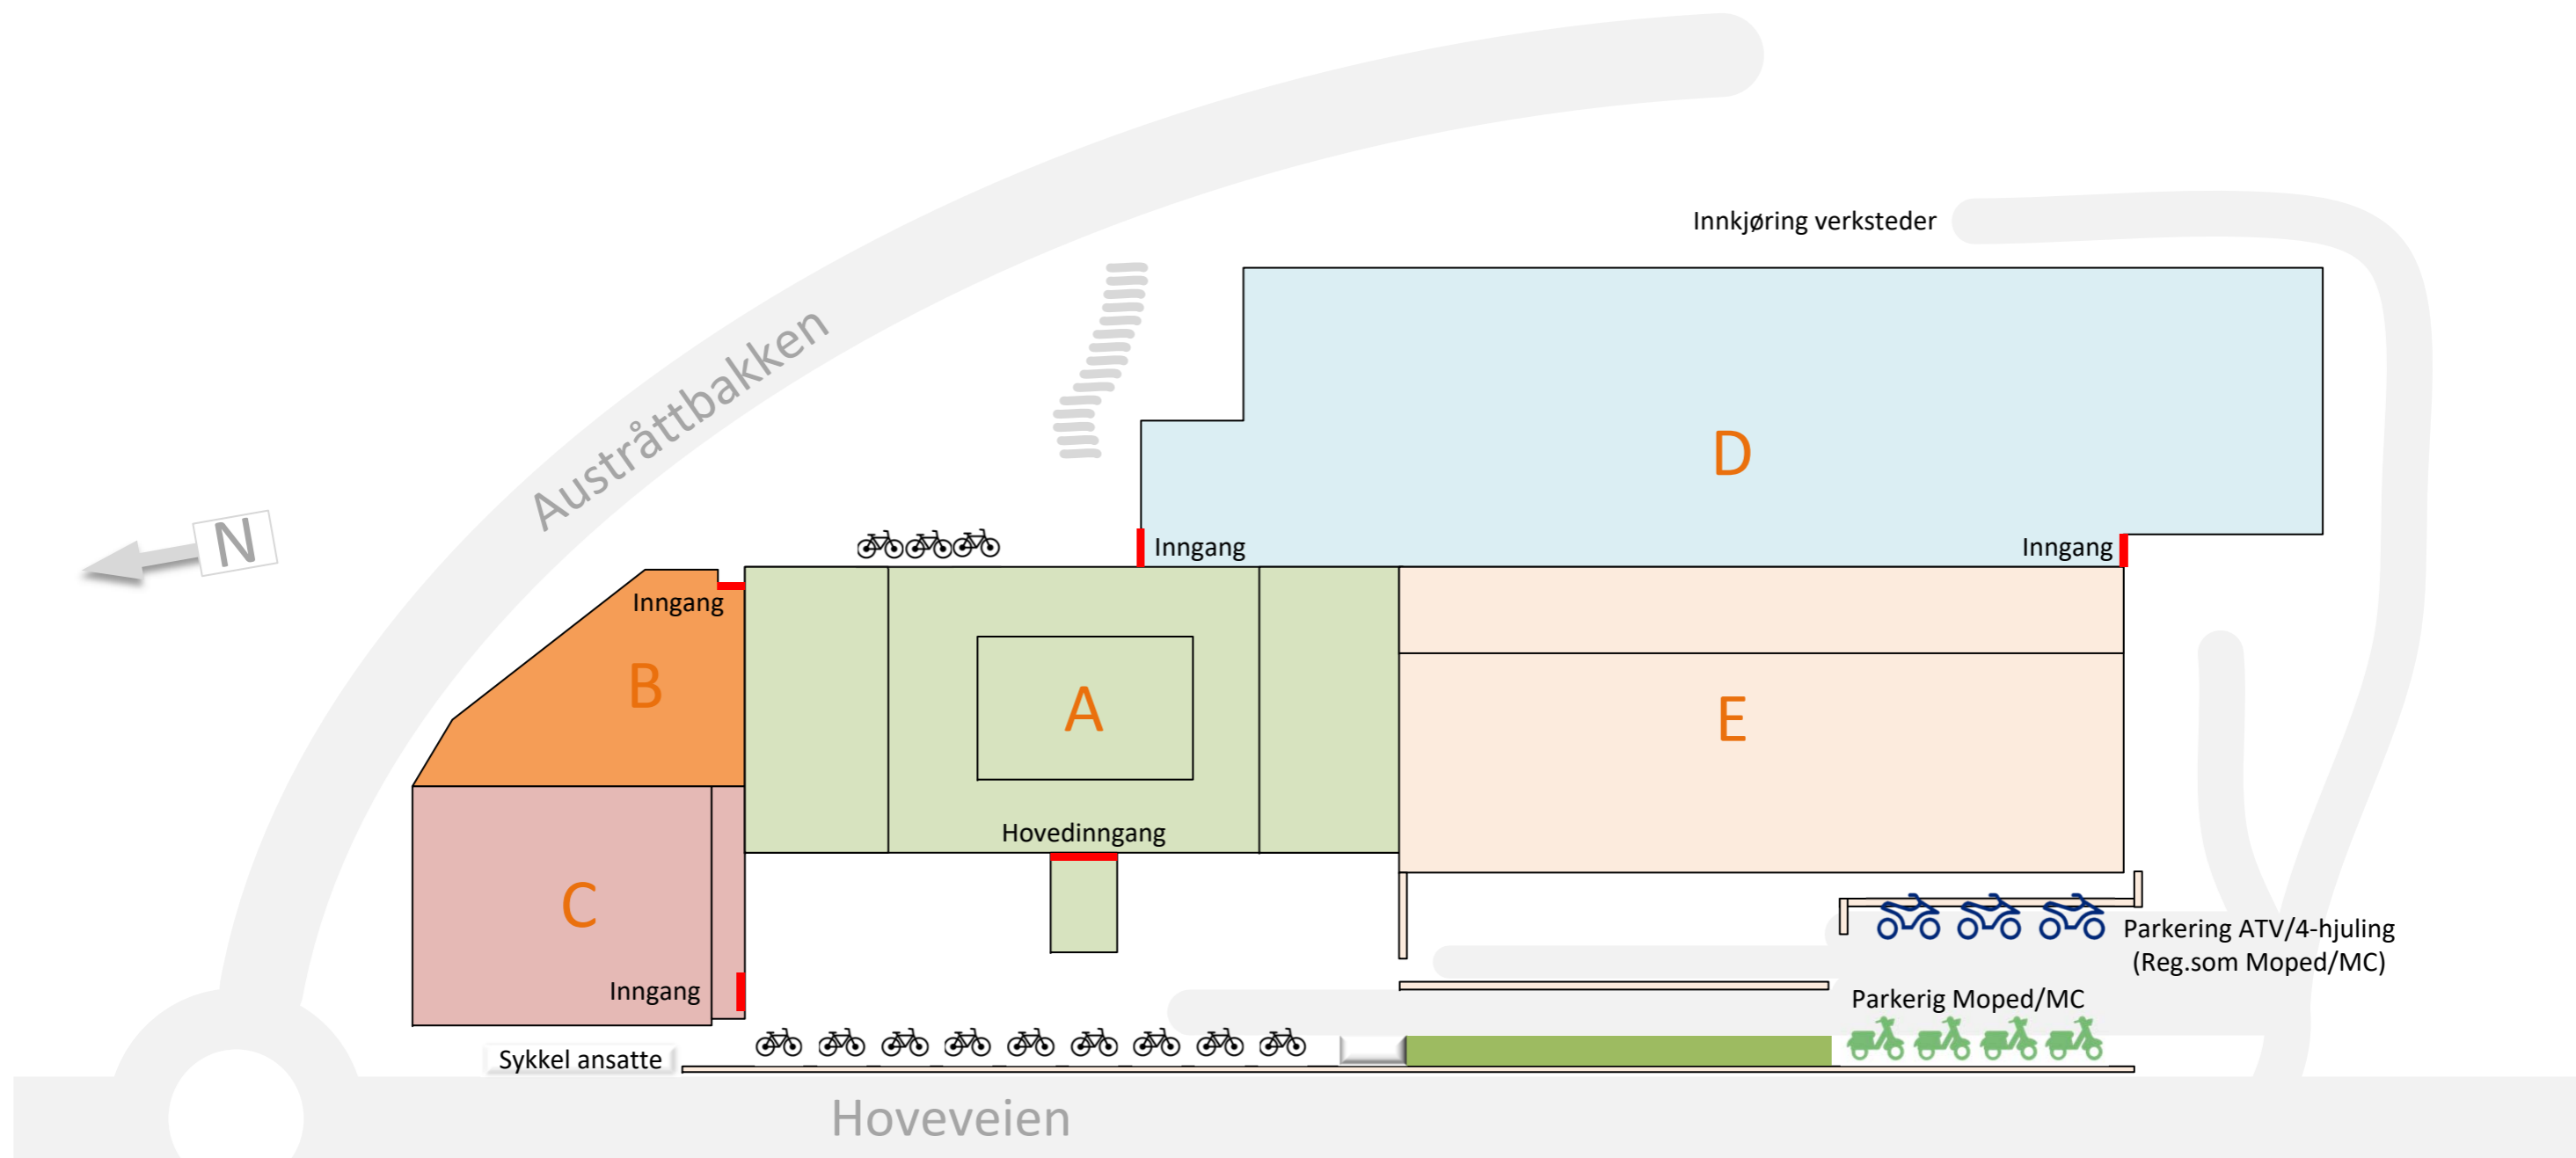 Innkjøring verksteder
Austråttbakken
D
N
Inngang
Inngang
Inngang
B
A
E
Hovedinngang
C
Parkering ATV/4-hjuling
(Reg.som Moped/MC)
Inngang
Parkerig Moped/MC
Sykkel ansatte
Hoveveien